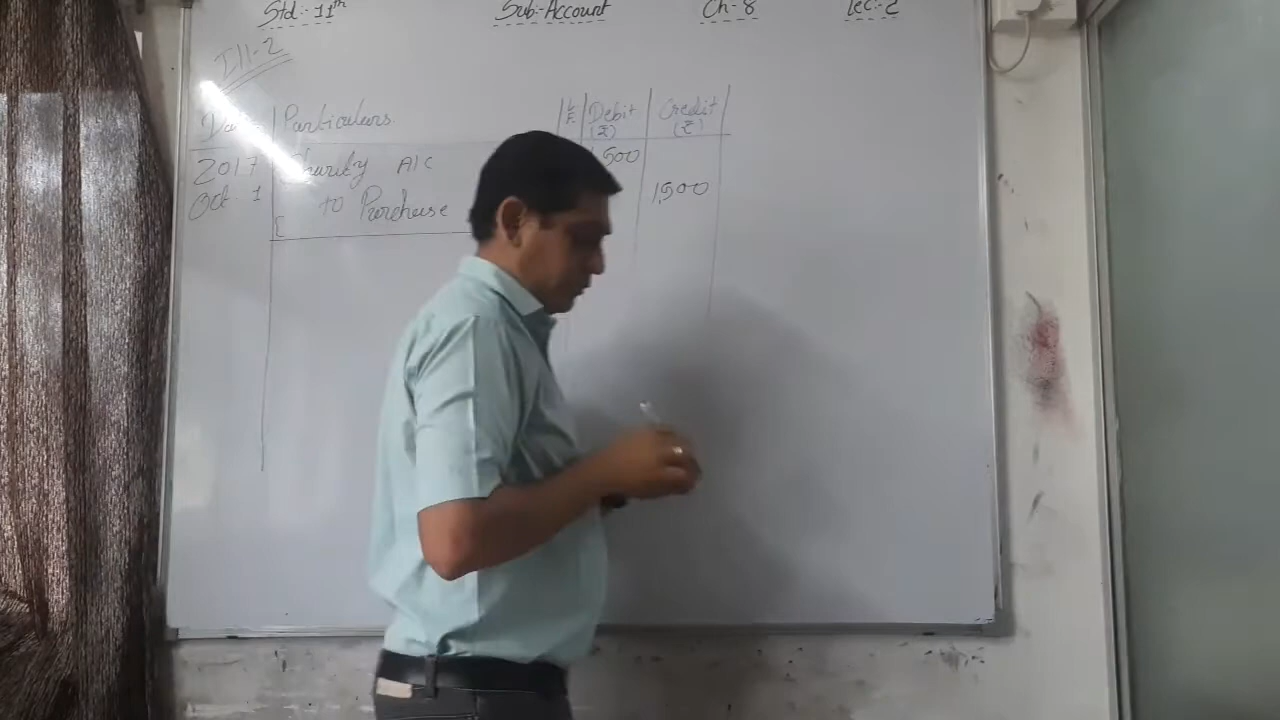 Std:- 11th Sub:- Account Ch-8 Lec:-2
Ill-2
Date Particulars L.F. Debit (₹) Credit (₹)
2017 Charity A/C 1,500
Oct 1 to Purchase 1,500